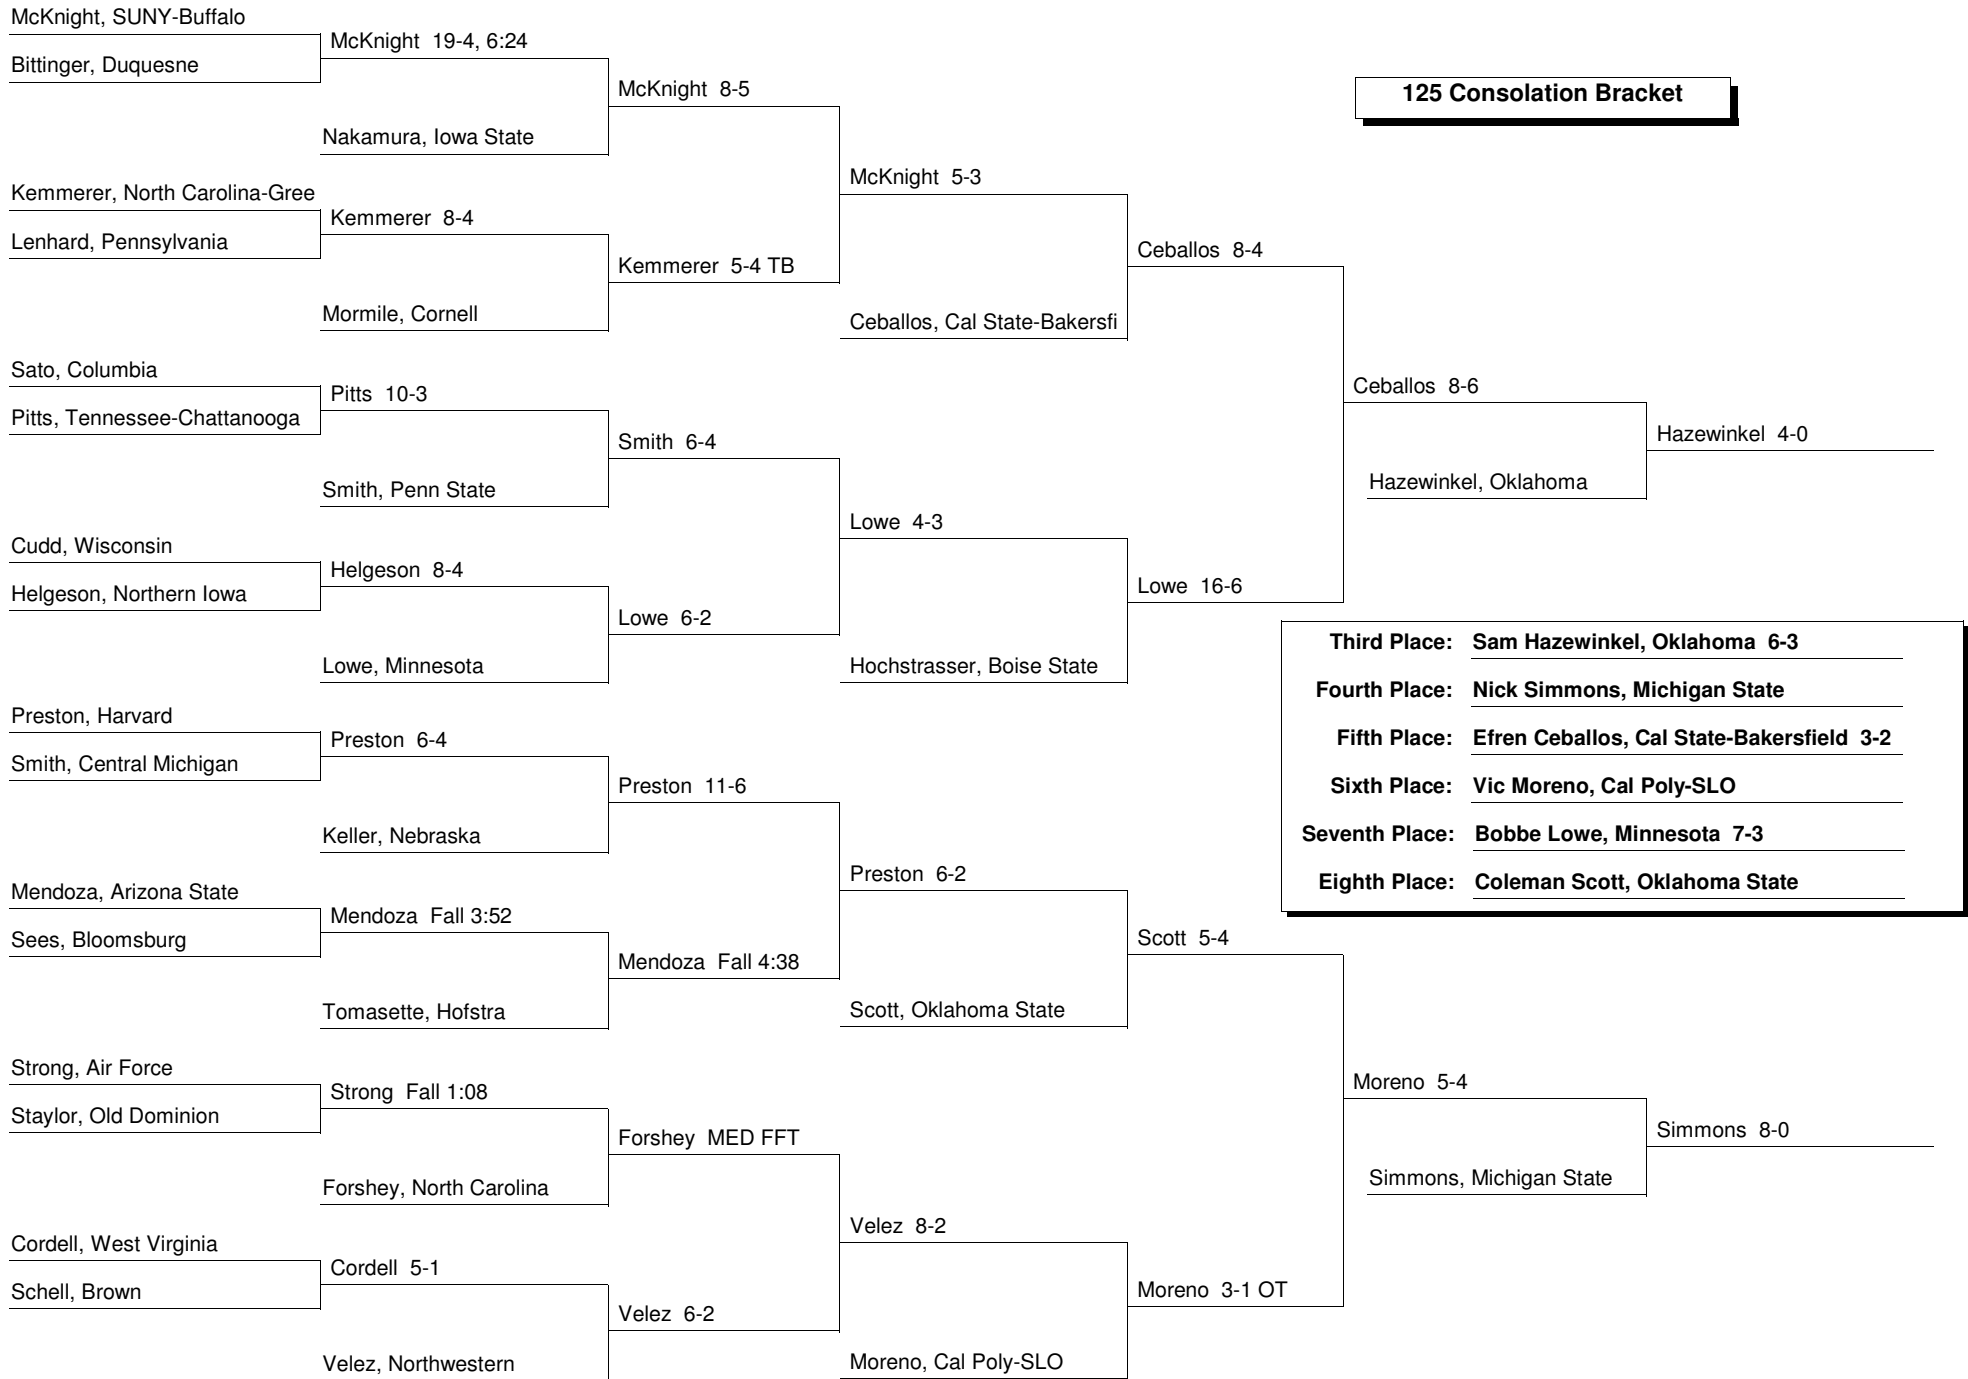 McKnight, SUNY-Buffalo
McKnight 19-4, 6:24
Bittinger, Duquesne
McKnight 8-5
125 Consolation Bracket
Nakamura, Iowa State
McKnight 5-3
Kemmerer, North Carolina-Gree
Kemmerer 8-4
Lenhard, Pennsylvania
Ceballos 8-4
Kemmerer 5-4 TB
Mormile, Cornell
Ceballos, Cal State-Bakersfi
Sato, Columbia
Ceballos 8-6
Pitts 10-3
Pitts, Tennessee-Chattanooga
Hazewinkel 4-0
Smith 6-4
Hazewinkel, Oklahoma
Smith, Penn State
Lowe 4-3
Cudd, Wisconsin
Helgeson 8-4
Lowe 16-6
Helgeson, Northern Iowa
Lowe 6-2
Third Place: Sam Hazewinkel, Oklahoma 6-3
Lowe, Minnesota
Hochstrasser, Boise State
Fourth Place: Nick Simmons, Michigan State
Preston, Harvard
Fifth Place: Efren Ceballos, Cal State-Bakersfield 3-2
Preston 6-4
Smith, Central Michigan
Sixth Place: Vic Moreno, Cal Poly-SLO
Preston 11-6
Seventh Place: Bobbe Lowe, Minnesota 7-3
Keller, Nebraska
Preston 6-2
Eighth Place: Coleman Scott, Oklahoma State
Mendoza, Arizona State
Mendoza Fall 3:52
Scott 5-4
Sees, Bloomsburg
Mendoza Fall 4:38
Scott, Oklahoma State
Tomasette, Hofstra
Strong, Air Force
Moreno 5-4
Strong Fall 1:08
Staylor, Old Dominion
Simmons 8-0
Forshey MED FFT
Simmons, Michigan State
Forshey, North Carolina
Velez 8-2
Cordell, West Virginia
Cordell 5-1
Moreno 3-1 OT
Schell, Brown
Velez 6-2
Moreno, Cal Poly-SLO
Velez, Northwestern